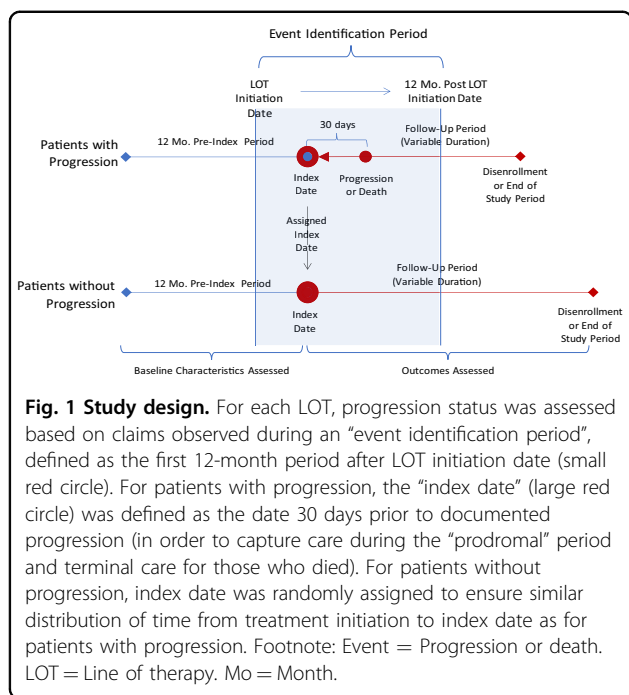 Event Identification Period
LOT
Initiation
Date
12 Mo. Post LOT
Initiation Date
30 days
Patients with
Progression
12 Mo. Pre-Index Period
Follow-Up Period
(Variable Duration)
Index
Date
Progression
or Death
Disenrollment
or End of
Study Period
Assigned
Index
Date
Patients without
Progression
12 Mo. Pre-Index Period
Follow-Up Period
(Variable Duration)
Index
Date
Disenrollment
or End of
Study Period
Baseline Characteristics Assessed
Outcomes Assessed
Fig. 1 Study design. For each LOT, progression status was assessed
based on claims observed during an “event identification period”,
defined as the first 12-month period after LOT initiation date (small
red circle). For patients with progression, the “index date” (large red
circle) was defined as the date 30 days prior to documented
progression (in order to capture care during the “prodromal” period
and terminal care for those who died). For patients without
progression, index date was randomly assigned to ensure similar
distribution of time from treatment initiation to index date as for
patients with progression. Footnote: Event = Progression or death.
LOT = Line of therapy. Mo = Month.